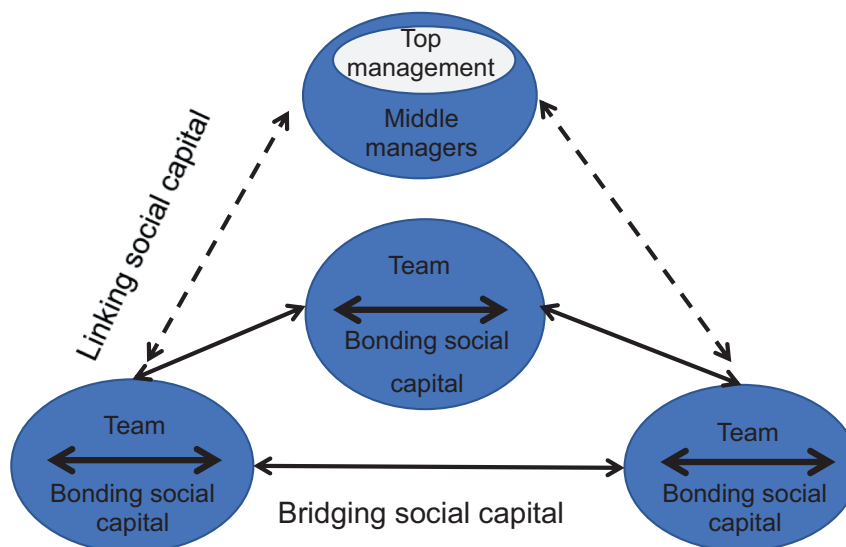 Top
management
Middle
managers
Linking social capital
Team
Bonding social
capital
Team
Bonding social
capital
Team
Bonding social
capital
Bridging social capital